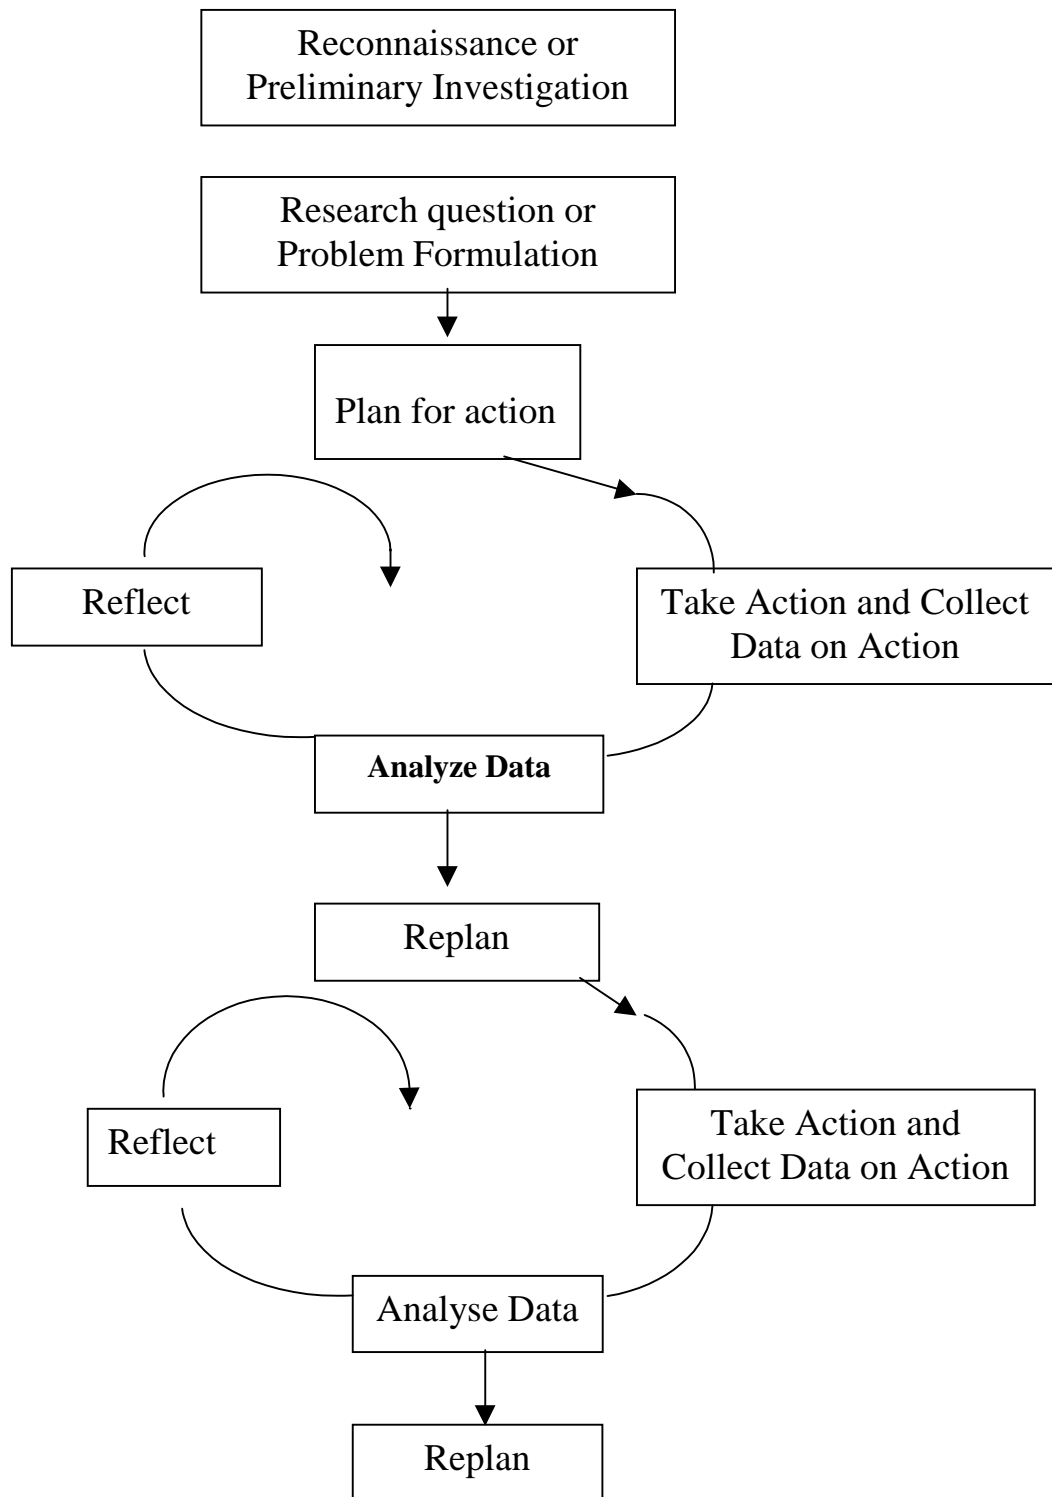 Reconnaissance or
Preliminary Investigation
Research question or
Problem Formulation
Plan for action
Reflect
Take Action and Collect
Data on Action
Analyze Data
Replan
Reflect
Take Action and
Collect Data on Action
Analyse Data
Replan